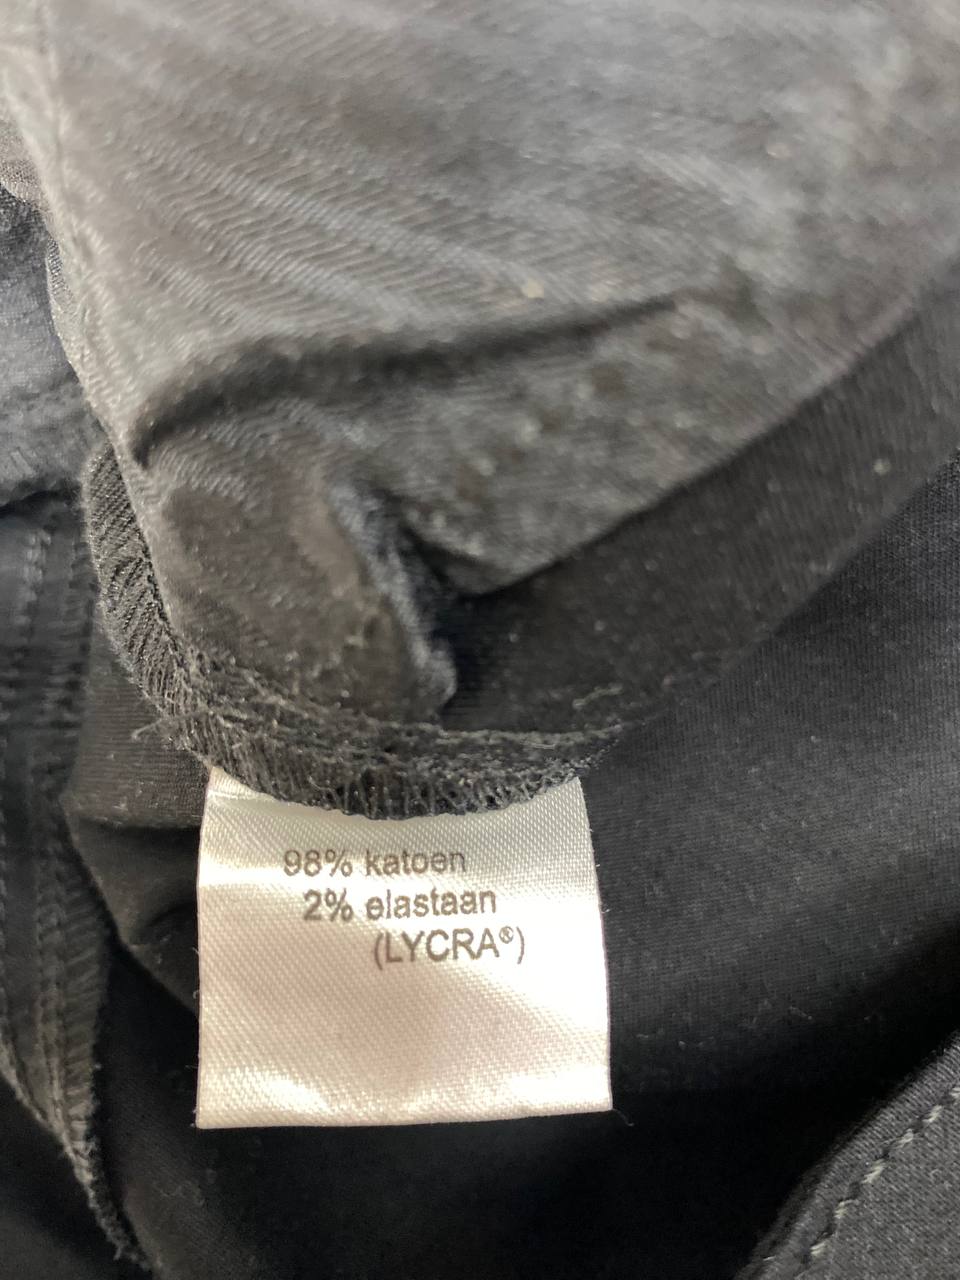 98% katoen
2% elastaan
(LYCRA®)